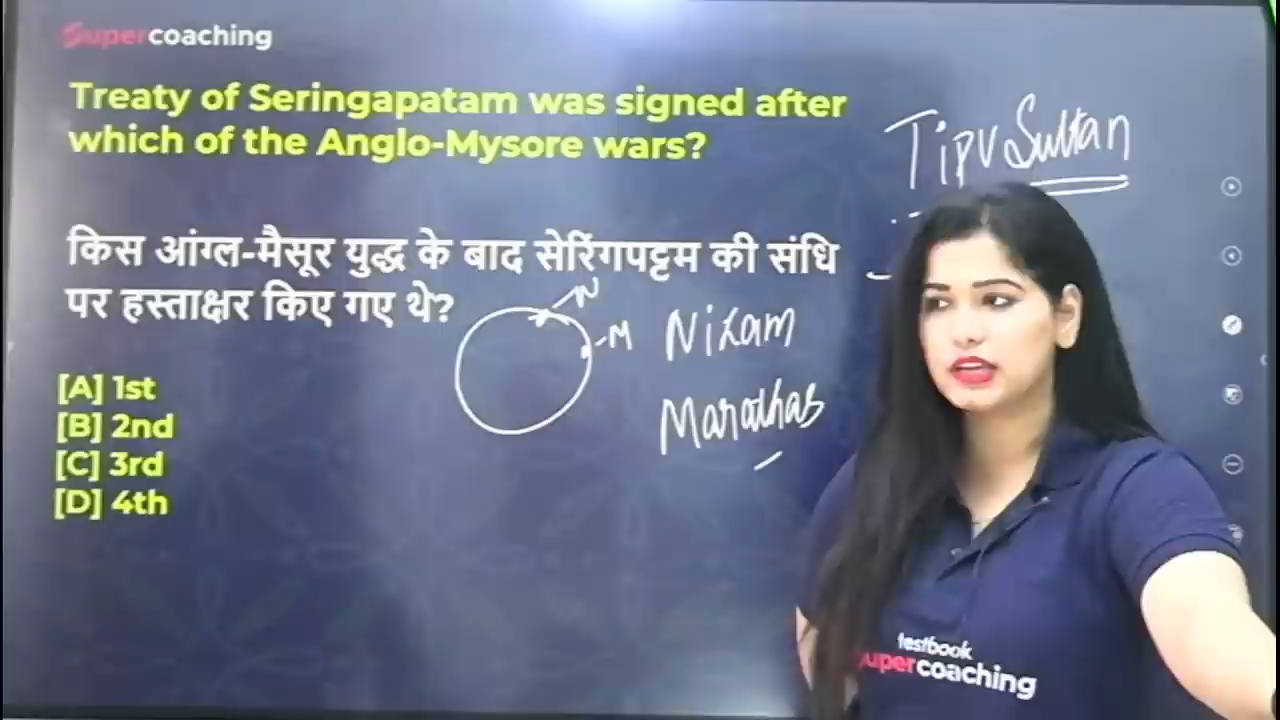 Supercoaching
Treaty of Seringapatam was signed after
which of the Anglo-Mysore wars?
Tipu Sultan
किस आंग्ल-मैसूर युद्ध के बाद सेरिंगपट्टम की संधि
पर हस्ताक्षर किए गए थे?
N
M
Nizam
Marathas
[A] 1st
[B] 2nd
[C] 3rd
[D] 4th
testbook
supercoaching